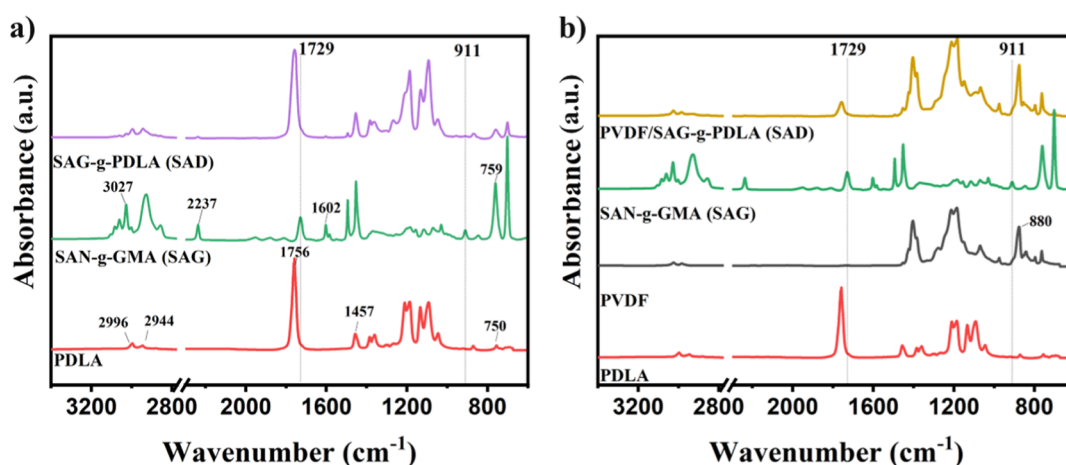 a)
1729
911
SAG-g-PDLA (SAD)
3027
2237
1602
759
SAN-g-GMA (SAG)
1756
2996
2944
1457
750
PDLA
3200 2800 2000 1600 1200 800
Wavenumber (cm-1)
Absorbance (a.u.)
b)
1729
911
PVDF/SAG-g-PDLA (SAD)
SAN-g-GMA (SAG)
880
PVDF
PDLA
3200 2800 2000 1600 1200 800
Wavenumber (cm-1)
Absorbance (a.u.)